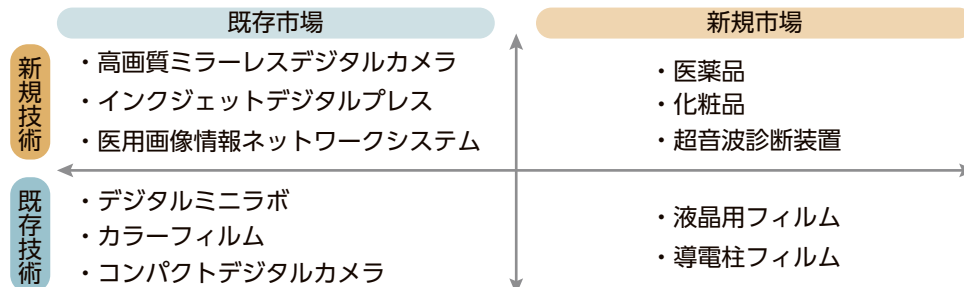 既存市場
新規市場
新規技術
・高画質ミラーレスデジタルカメラ
・インクジェットデジタルプレス
・医用画像情報ネットワークシステム
・医薬品
・化粧品
・超音波診断装置
既存技術
・デジタルミニラボ
・カラーフィルム
・コンパクトデジタルカメラ
・液晶用フィルム
・導電柱フィルム